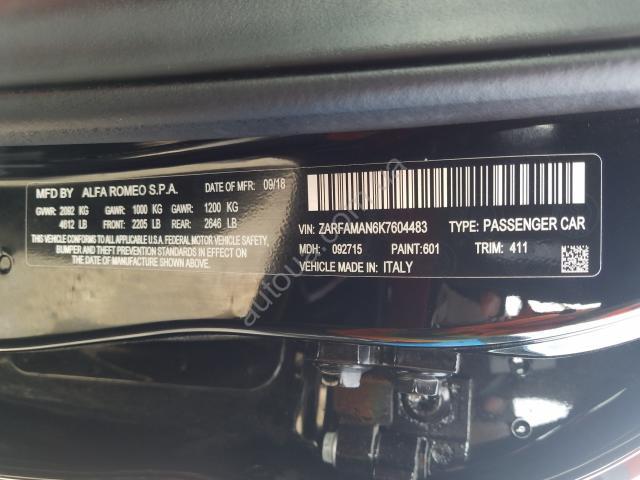 MFD BY ALFA ROMEO S.P.A. DATE OF MFR: 09/18
GVWR: 2092 KG GAWR: 1000 KG GAWR: 1200 KG
4612 LB FRONT: 2205 LB REAR: 2646 LB
THIS VEHICLE CONFORMS TO ALL APPLICABLE U.S.A. FEDERAL MOTOR VEHICLE SAFETY,
BUMPER AND THEFT PREVENTION STANDARDS IN EFFECT ON THE
DATE OF MANUFACTURE SHOWN ABOVE.
VIN: ZARFAMAN6K7604483 TYPE: PASSENGER CAR
MDH: 092715 PAINT:601 TRIM: 411
VEHICLE MADE IN: ITALY